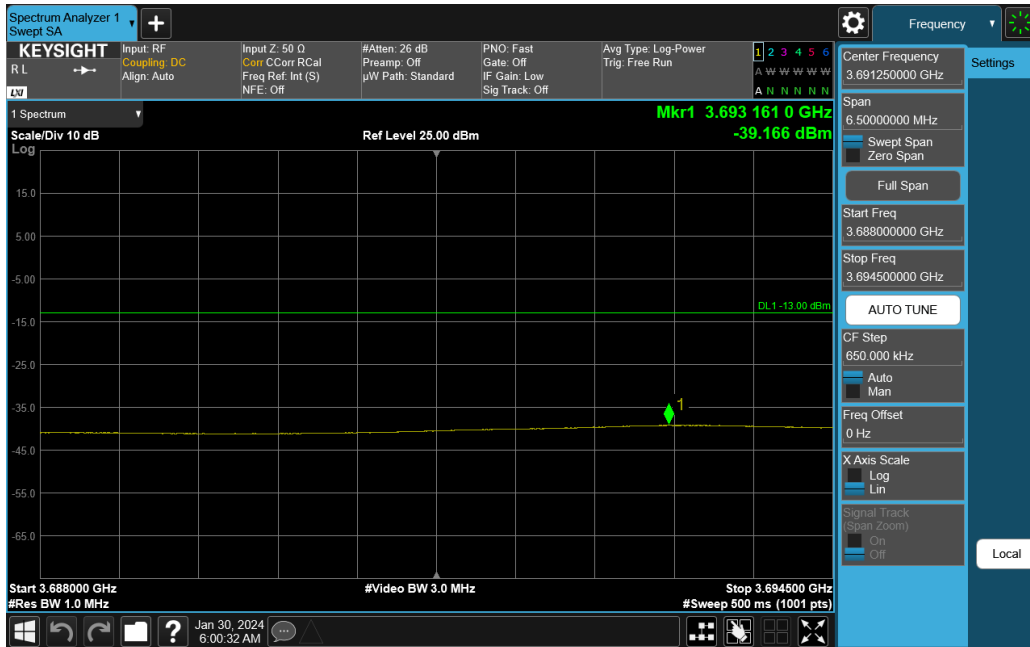 Spectrum Analyzer 1
Swept SA
Frequency
KEYSIGHT
R L
LXI
Input: RF
Coupling: DC
Align: Auto
Input Z: 50 Ω
Corr CCorr RCal
Freq Ref: Int (S)
NFE: Off
#Atten: 26 dB
Preamp: Off
µW Path: Standard
PNO: Fast
Gate: Off
IF Gain: Low
Sig Track: Off
Avg Type: Log-Power
Trig: Free Run
1 2 3 4 5 6
A W W W W W
A N N N N N
1 Spectrum
Scale/Div 10 dB
Log
Ref Level 25.00 dBm
Mkr1 3.693 161 0 GHz
-39.166 dBm
15.0
5.00
-5.00
-15.0
-25.0
-35.0
-45.0
-55.0
-65.0
DL1 -13.00 dBm
1
Start 3.688000 GHz
#Res BW 1.0 MHz
#Video BW 3.0 MHz
Stop 3.694500 GHz
#Sweep 500 ms (1001 pts)
Jan 30, 2024
6:00:32 AM
Center Frequency
3.691250000 GHz
Span
6.50000000 MHz
Swept Span
Zero Span
Full Span
Start Freq
3.688000000 GHz
Stop Freq
3.694500000 GHz
AUTO TUNE
CF Step
650.000 kHz
Auto
Man
Freq Offset
0 Hz
X Axis Scale
Log
Lin
Signal Track
(Span Zoom)
On
Off
Settings
Local